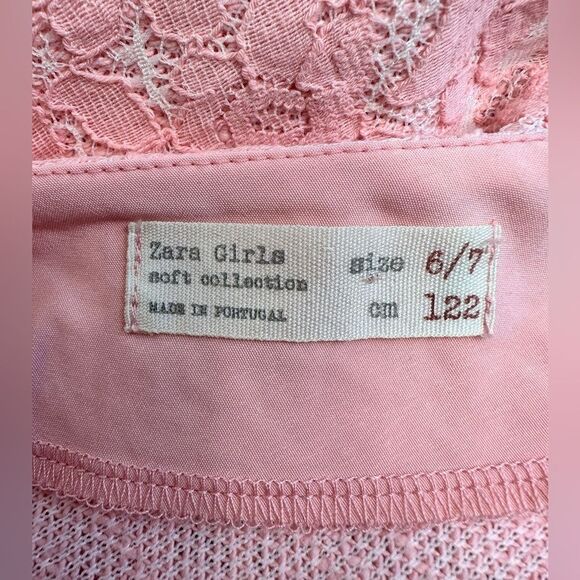 Zara Girls size 6/7
soft collection
MADE IN PORTUGAL cm 122